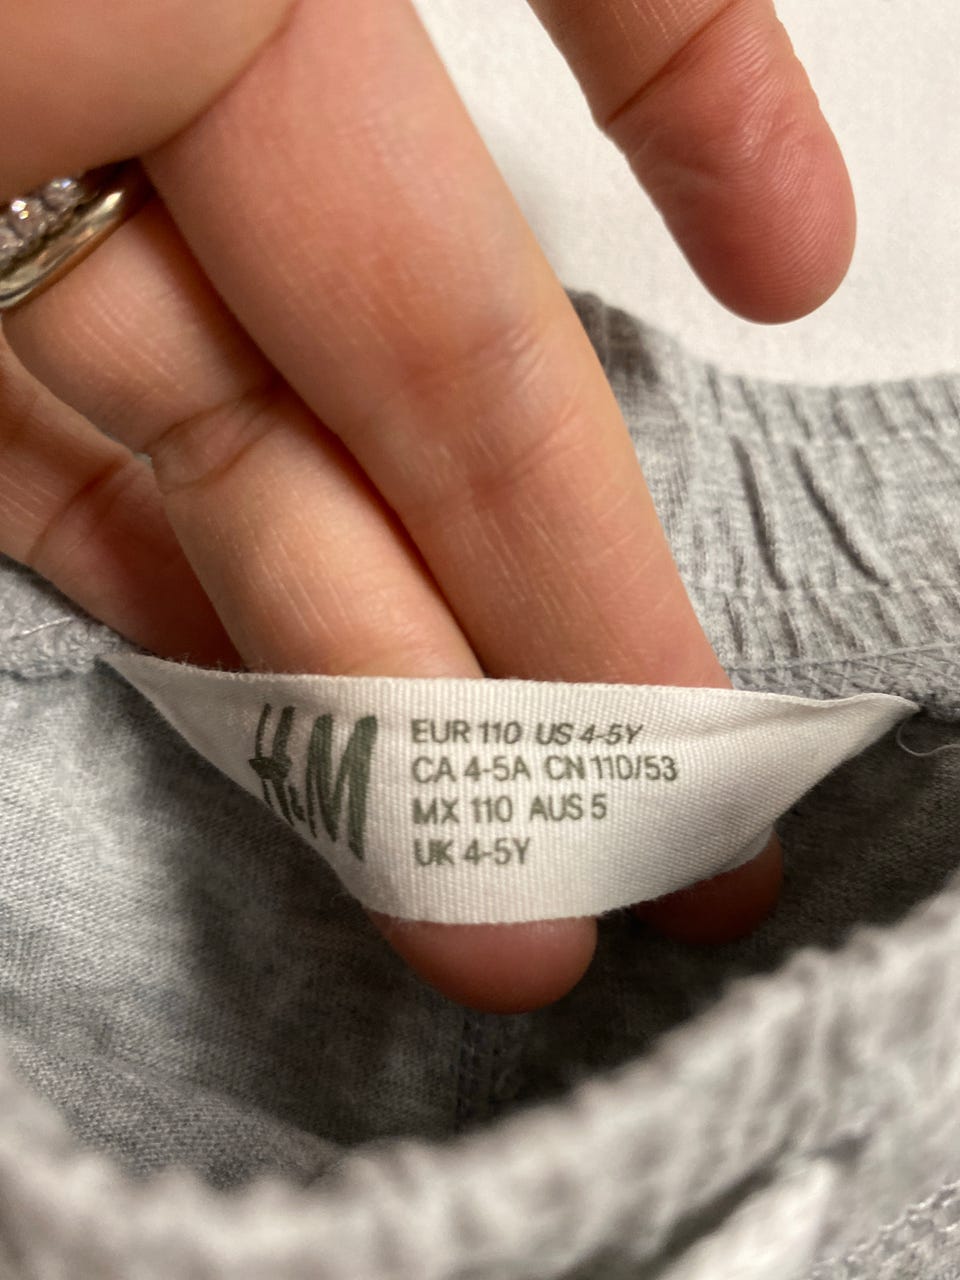 H&M
EUR 110 US 4-5Y
CA 4-5A CN 110/53
MX 110 AUS 5
UK 4-5Y